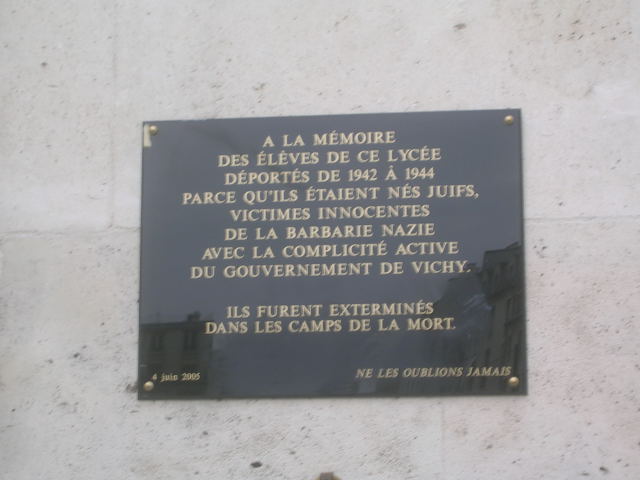 A LA MÉMOIRE
DES ÉLÈVES DE CE LYCÉE
DÉPORTÉS DE 1942 À 1944
PARCE QU'ILS ÉTAIENT NÉS JUIFS,
VICTIMES INNOCENTES
DE LA BARBARIE NAZIE
AVEC LA COMPLICITÉ ACTIVE
DU GOUVERNEMENT DE VICHY.
ILS FURENT EXTERMINÉS
DANS LES CAMPS DE LA MORT.
4 juin 2005
NE LES OUBLIONS JAMAIS